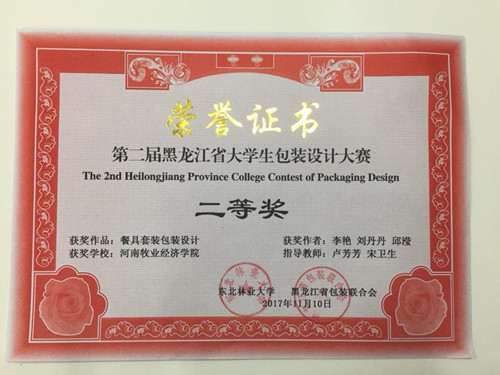 荣誉证书
第二届黑龙江省大学生包装设计大赛
The 2nd Heilongjiang Province College Contest of Packaging Design
二等奖
获奖作品：餐具套装包装设计 获奖作者：李艳 刘丹丹 邱滢
获奖学校：河南牧业经济学院 指导教师：卢芳芳 宋卫生
东北林业大学 黑龙江省包装联合会
2017年11月10日